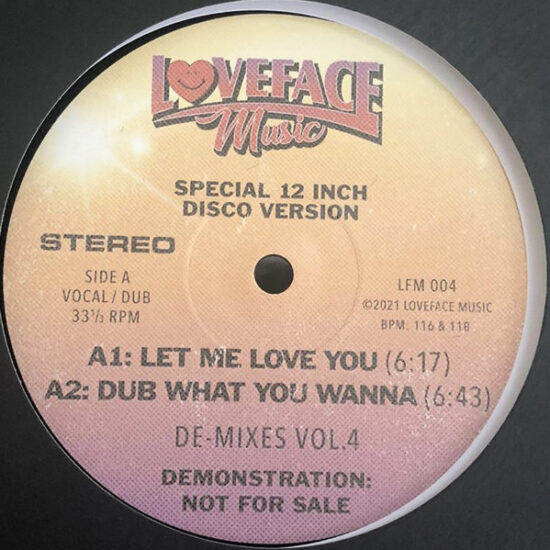 LOVEFACE
Music
SPECIAL 12 INCH
DISCO VERSION
STEREO
SIDE A
VOCAL / DUB
33⅓ RPM
LFM 004
©2021 LOVEFACE MUSIC
BPM: 116 & 118
A1: LET ME LOVE YOU (6:17)
A2: DUB WHAT YOU WANNA (6:43)
DE-MIXES VOL.4
DEMONSTRATION:
NOT FOR SALE